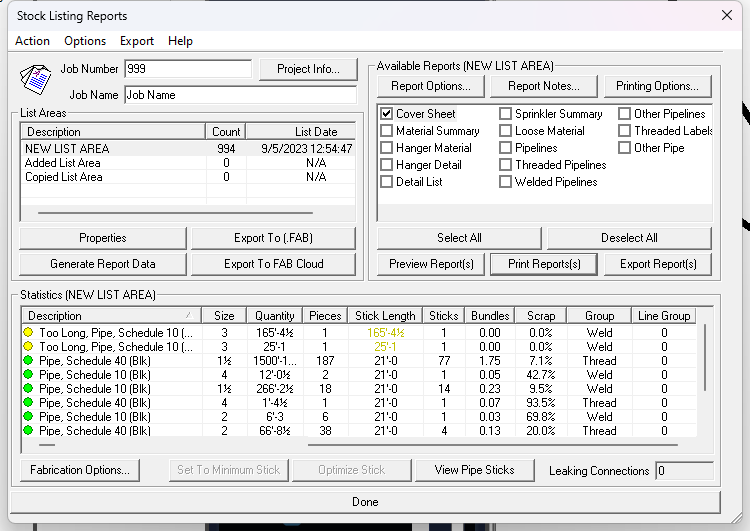 Stock Listing Reports
Action Options Export Help
Job Number 999 Project Info...
Job Name Job Name
List Areas
Description Count List Date
NEW LIST AREA 994 9/5/2023 12:54:47
Added List Area 0 N/A
Copied List Area 0 N/A
Properties Export To (.FAB)
Generate Report Data Export To FAB Cloud
Available Reports (NEW LIST AREA)
Report Options... Report Notes... Printing Options...
Cover Sheet Sprinkler Summary Other Pipelines
Material Summary Loose Material Threaded Labels
Hanger Material Pipelines Other Pipe
Hanger Detail Threaded Pipelines
Detail List Welded Pipelines
Select All Deselect All
Preview Report(s) Print Reports(s) Export Report(s)
Statistics (NEW LIST AREA)
Description Size Quantity Pieces Stick Length Sticks Bundles Scrap Group Line Group
Too Long, Pipe, Schedule 10 (... 3 165'-4½ 1 165'-4½ 1 0.00 0.0% Weld 0
Too Long, Pipe, Schedule 10 (... 3 25'-1 1 25'-1 1 0.00 0.0% Weld 0
Pipe, Schedule 40 (Blk) 1½ 1500'-1... 187 21'-0 77 1.75 7.1% Thread 0
Pipe, Schedule 10 (Blk) 4 12'-0½ 2 21'-0 1 0.05 42.7% Weld 0
Pipe, Schedule 10 (Blk) 1½ 266'-2½ 18 21'-0 14 0.23 9.5% Weld 0
Pipe, Schedule 40 (Blk) 4 1'-4½ 1 21'-0 1 0.07 93.5% Thread 0
Pipe, Schedule 10 (Blk) 2 6'-3 6 21'-0 1 0.03 69.8% Weld 0
Pipe, Schedule 40 (Blk) 2 66'-8½ 38 21'-0 4 0.13 20.0% Thread 0
Fabrication Options... Set To Minimum Stick Optimize Stick View Pipe Sticks Leaking Connections 0
Done